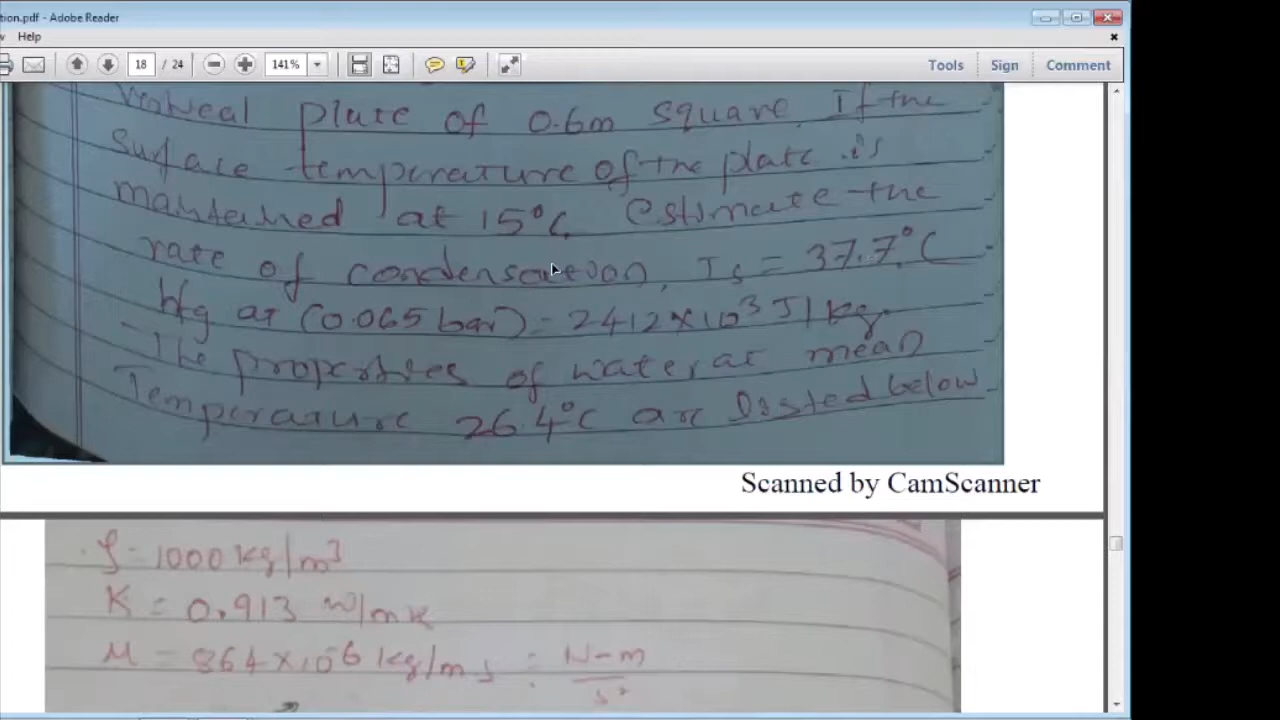 tion.pdf - Adobe Reader
Help
18 / 24 141% Tools Sign Comment
plate of 0.6m square. If the
surface temperature of the plate is
maintained at 15°C estimate the
rate of condensation, Ts = 37.7°C
hfg at (0.065 bar) = 2412×10³ J/kg.
The properties of water at mean
Temperature 26.4°C are listed below
Scanned by CamScanner
ρ = 1000 kg/m³
K = 0.913 W/mK
μ = 864×10⁻⁶ kg/ms = N-m
s²